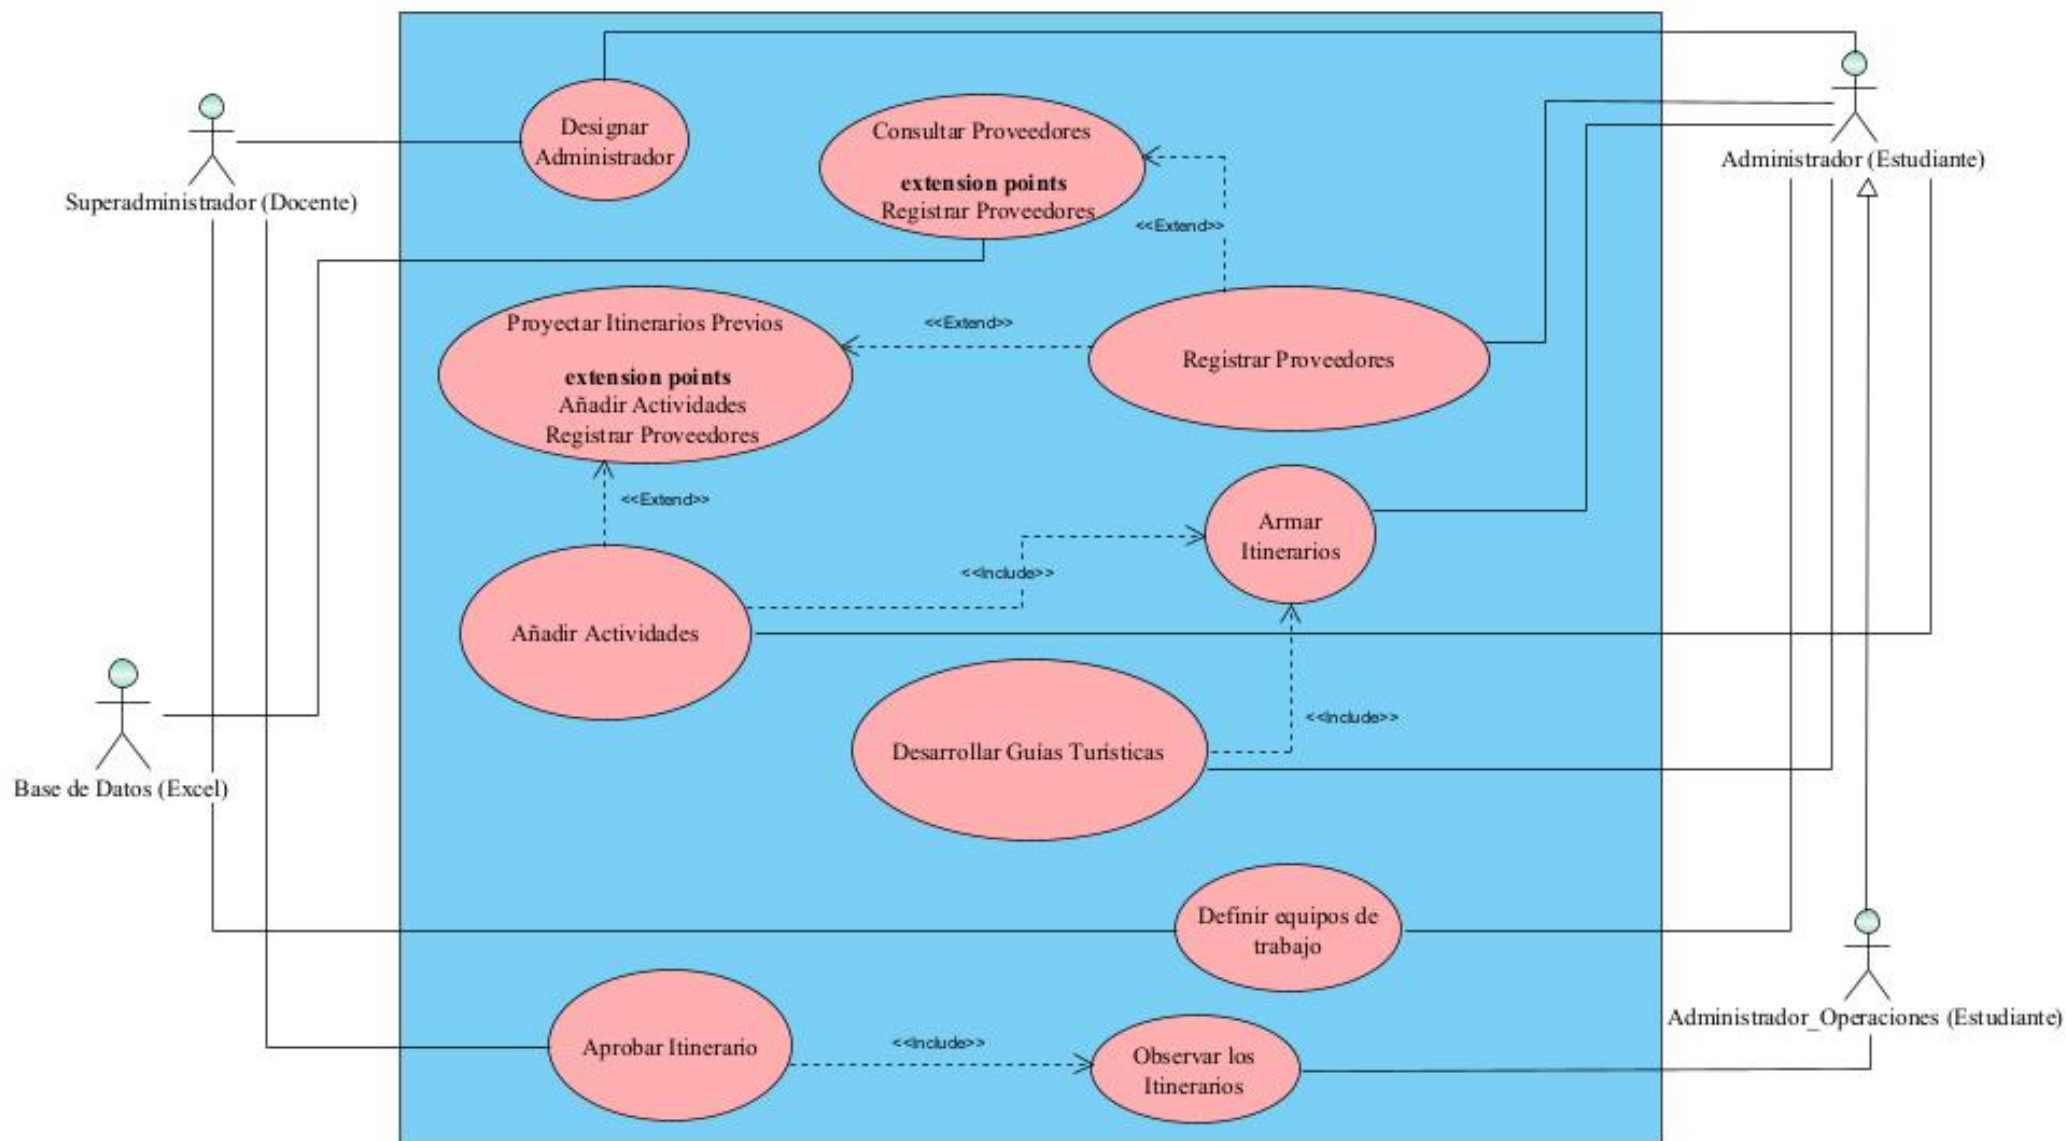 Designar
Administrador
Consultar Proveedores
extension points
Registrar Proveedores
Administrador (Estudiante)
Superadministrador (Docente)
<<Extend>>
Proyectar Itinerarios Previos
extension points
Añadir Actividades
Registrar Proveedores
<<Extend>>
Registrar Proveedores
<<Extend>>
Armar
Itinerarios
<<Include>>
Añadir Actividades
<<Include>>
Desarrollar Guías Turísticas
Base de Datos (Excel)
Definir equipos de
trabajo
Administrador_Operaciones (Estudiante)
Aprobar Itinerario
<<Include>>
Observar los
Itinerarios